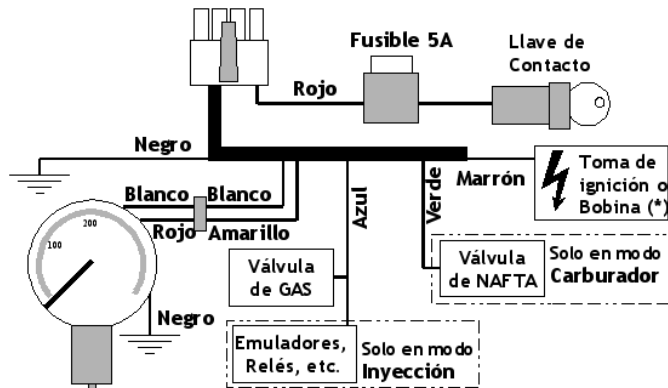 Fusible 5A
Llave de
Contacto
Rojo
Negro
Blanco
Blanco
Rojo
Amarillo
Azul
Verde
Marrón
Toma de
ignición o
Bobina (*)
200
100
Negro
Válvula
de GAS
Válvula
de NAFTA
Solo en modo
Carburador
Emuladores,
Relés, etc.
Solo en modo
Inyección